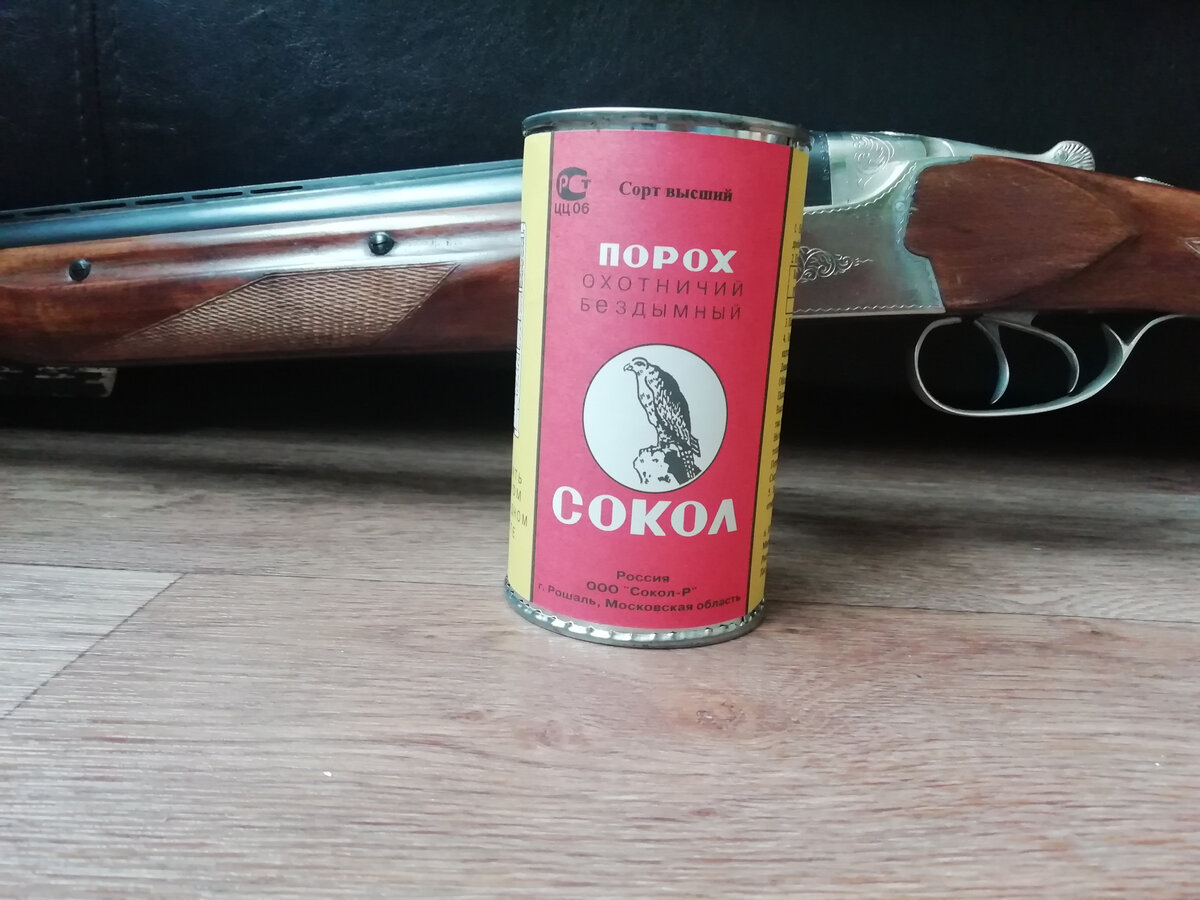 РСТ
ЦЦ 06
Сорт высший
ПОРОХ
ОХОТНИЧИЙ
БЕЗДЫМНЫЙ
СОКОЛ
Россия
ООО "Сокол-Р"
г. Рошаль, Московская область